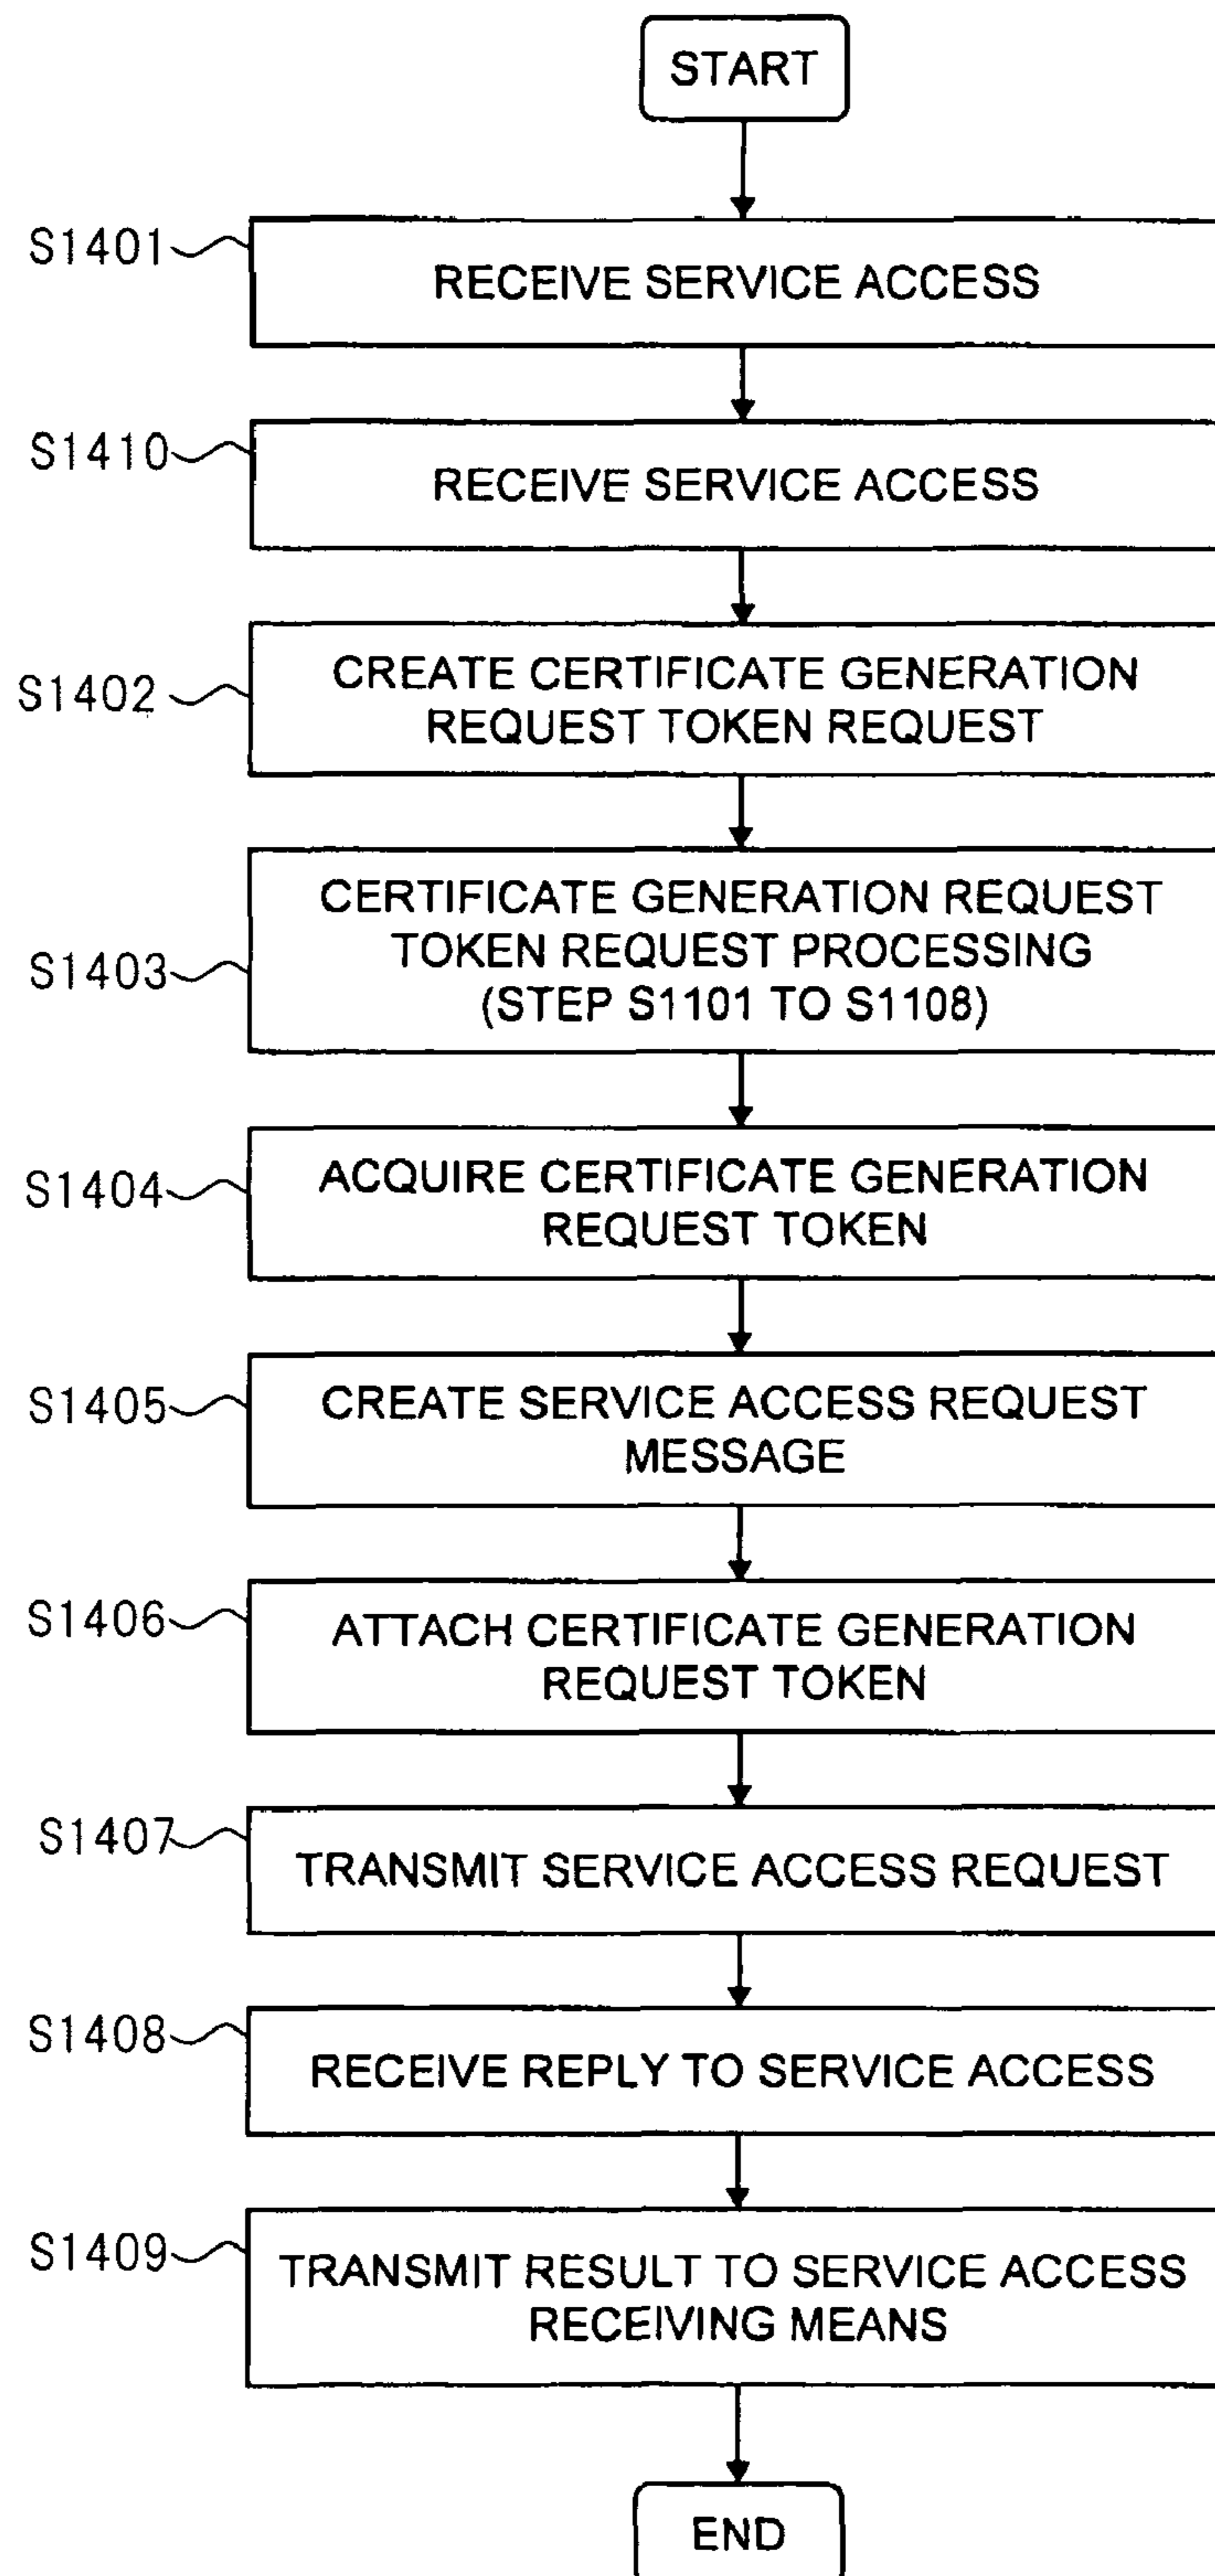 START
S1401
RECEIVE SERVICE ACCESS
S1410
RECEIVE SERVICE ACCESS
S1402
CREATE CERTIFICATE GENERATION
REQUEST TOKEN REQUEST
S1403
CERTIFICATE GENERATION REQUEST
TOKEN REQUEST PROCESSING
(STEP S1101 TO S1108)
S1404
ACQUIRE CERTIFICATE GENERATION
REQUEST TOKEN
S1405
CREATE SERVICE ACCESS REQUEST
MESSAGE
S1406
ATTACH CERTIFICATE GENERATION
REQUEST TOKEN
S1407
TRANSMIT SERVICE ACCESS REQUEST
S1408
RECEIVE REPLY TO SERVICE ACCESS
S1409
TRANSMIT RESULT TO SERVICE ACCESS
RECEIVING MEANS
END